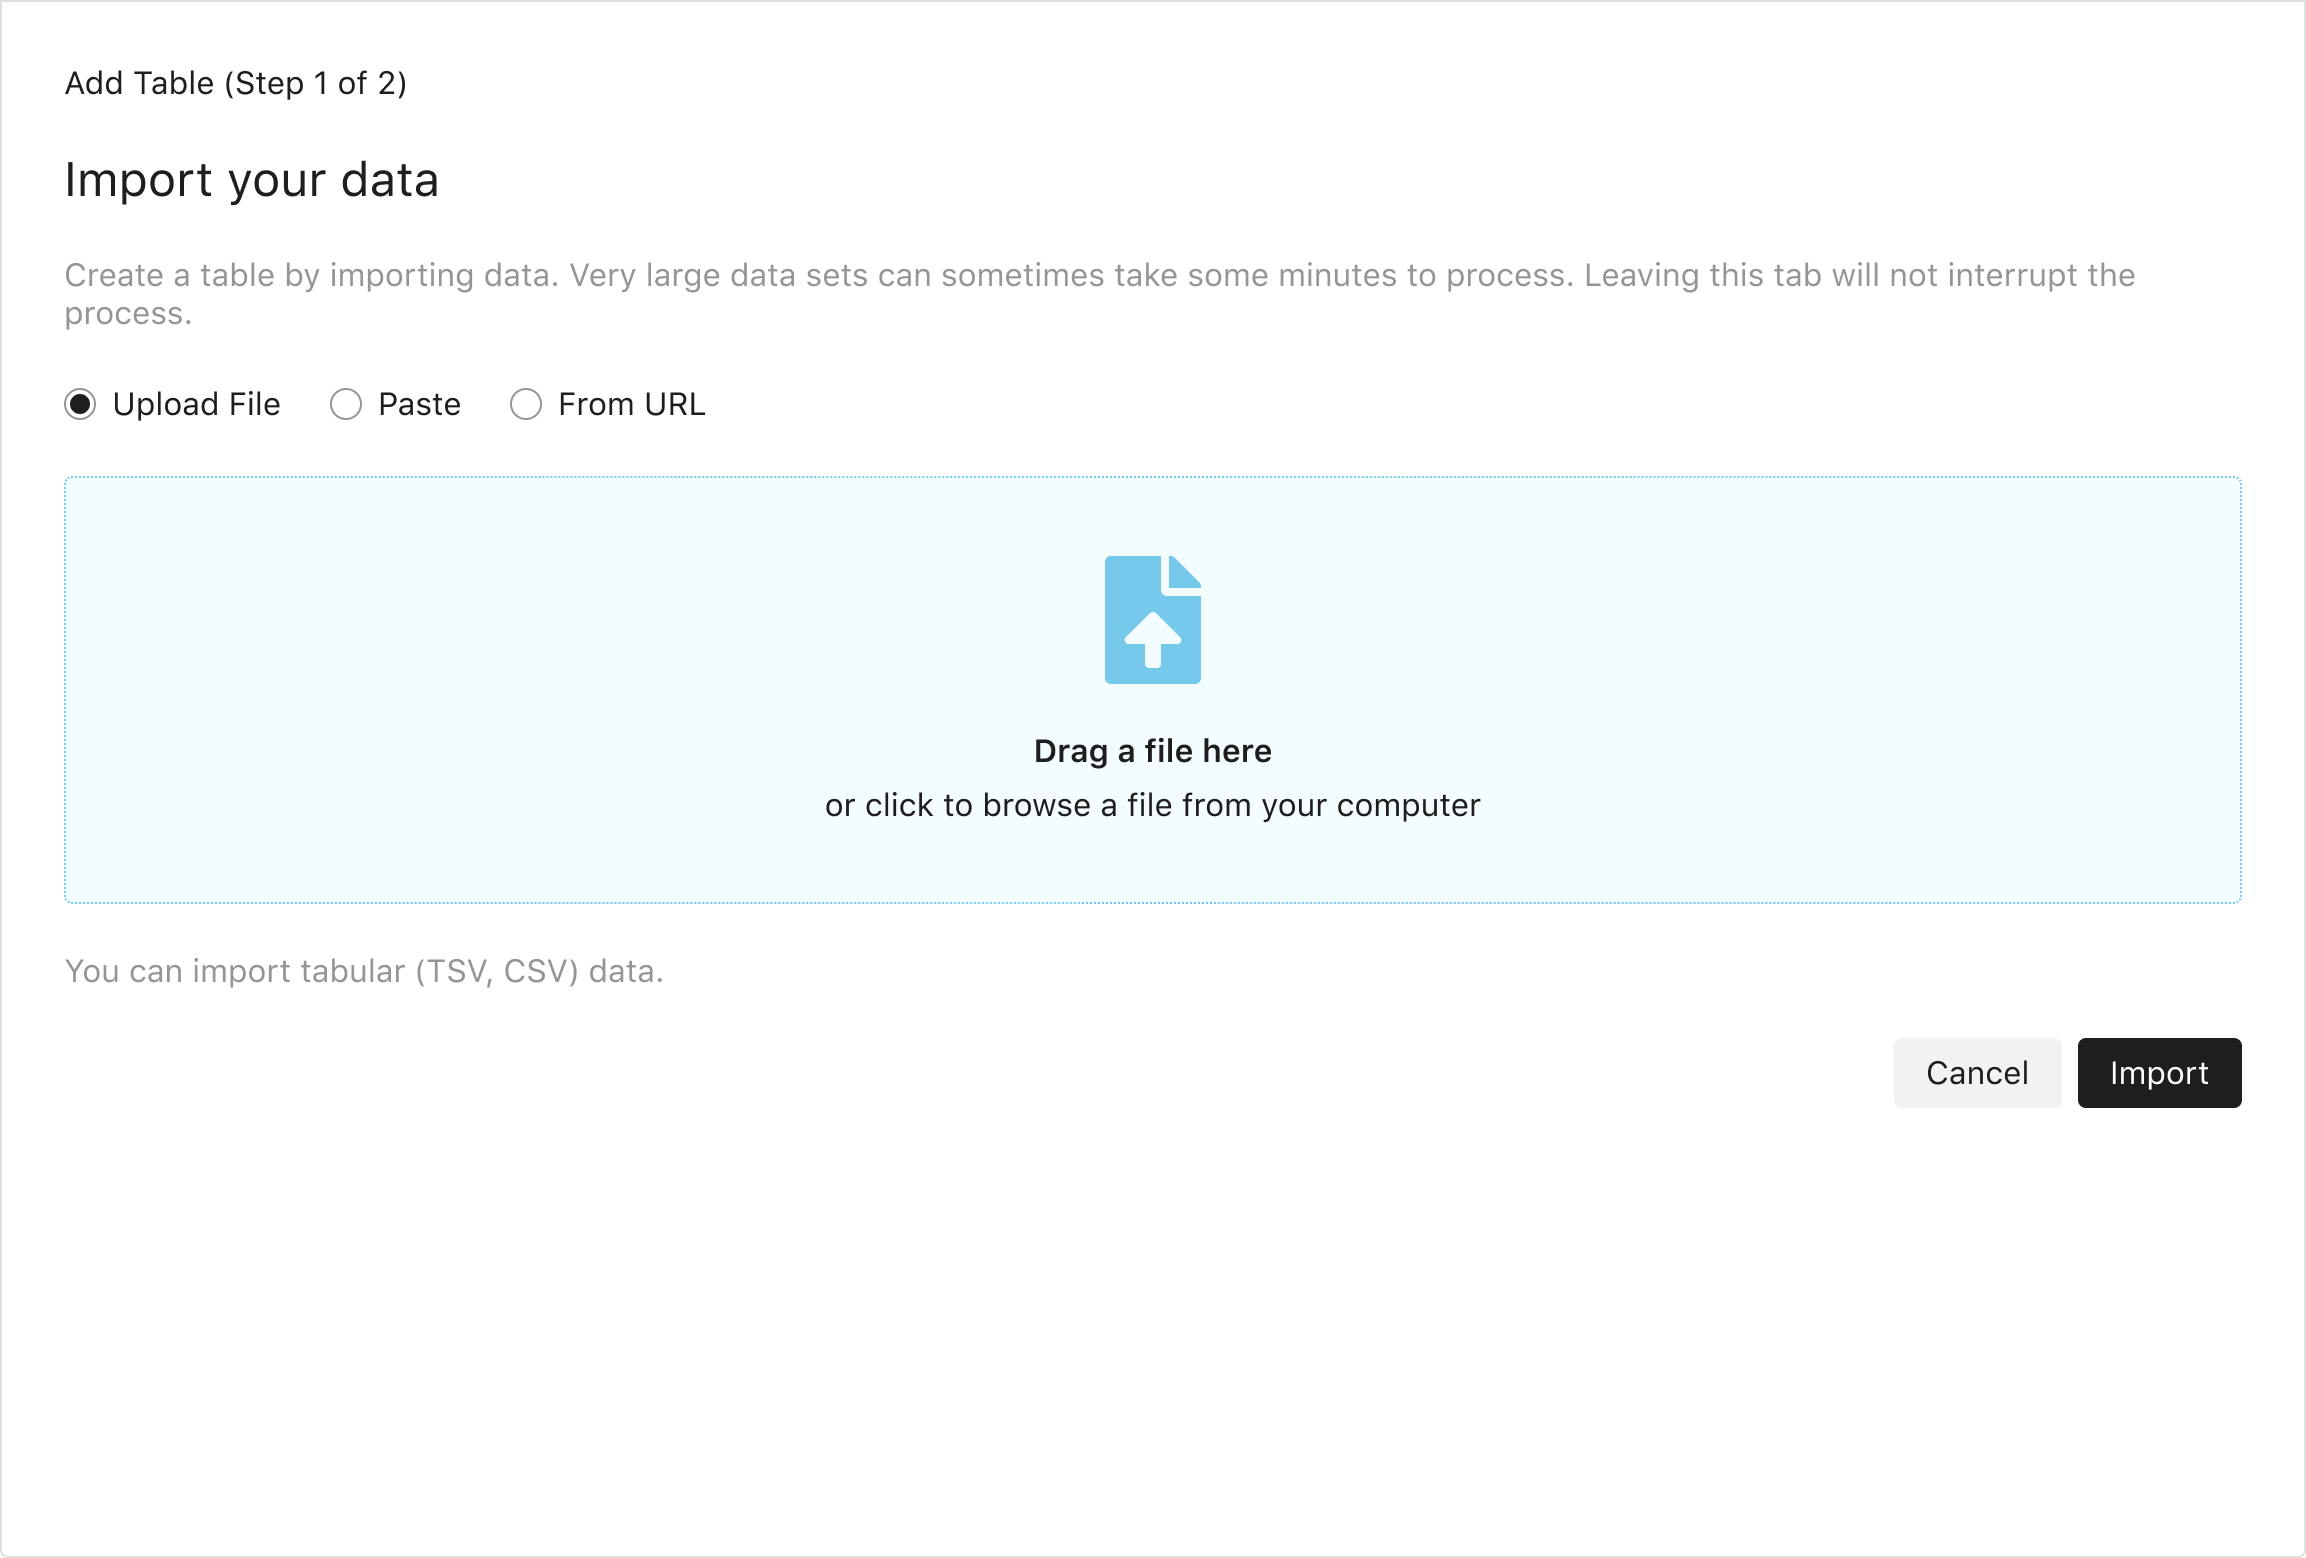 Add Table (Step 1 of 2)
Import your data
Create a table by importing data. Very large data sets can sometimes take some minutes to process. Leaving this tab will not interrupt the
process.
Upload File Paste From URL
Drag a file here
or click to browse a file from your computer
You can import tabular (TSV, CSV) data.
Cancel Import